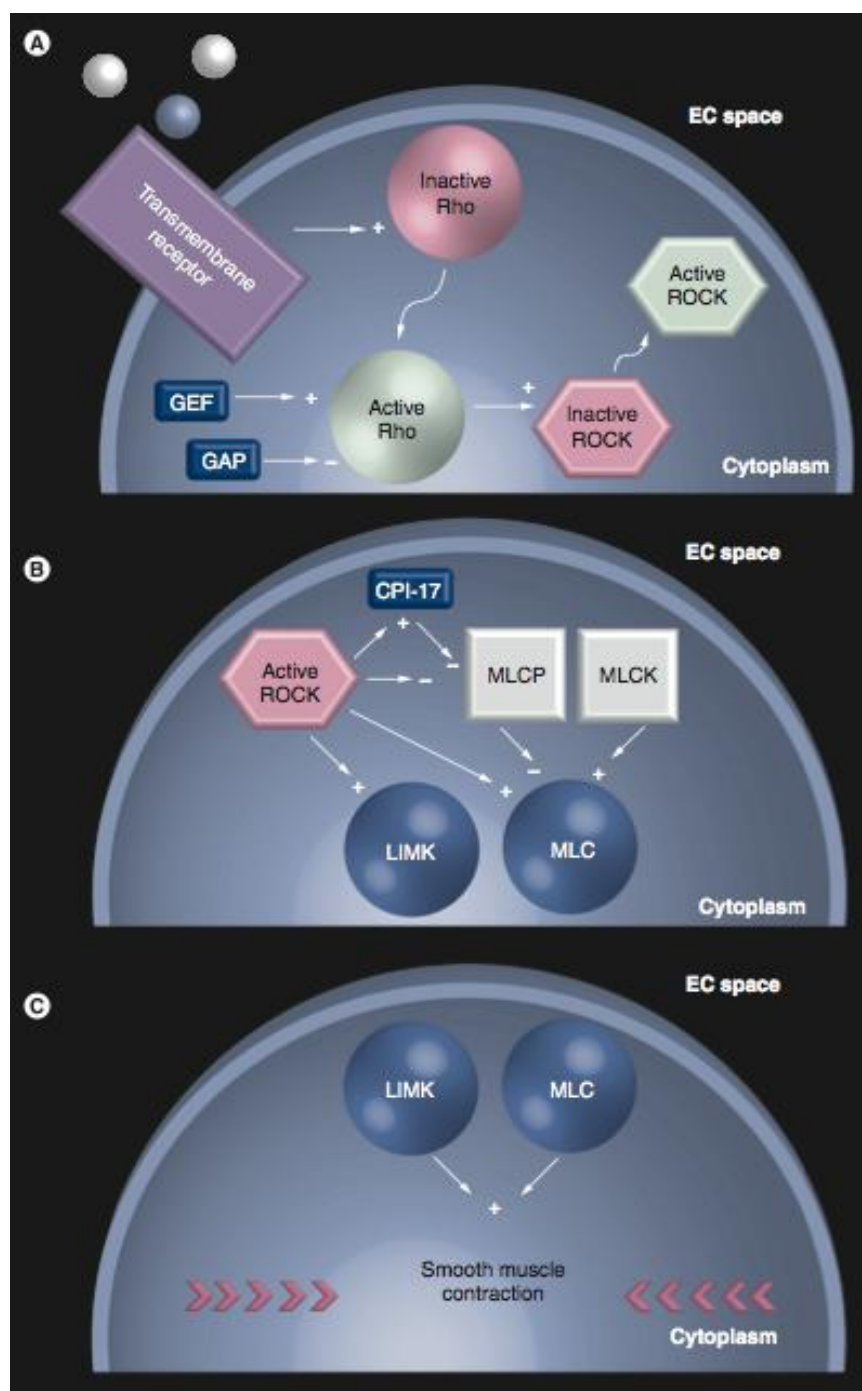 A
EC space
Transmembrane
receptor
Inactive
Rho
+
Active
ROCK
GEF
+
Active
Rho
+
Inactive
ROCK
GAP
–
Cytoplasm
B
EC space
CPI-17
+
–
Active
ROCK
–
MLCP
MLCK
+
+
–
+
LIMK
MLC
Cytoplasm
C
EC space
LIMK
MLC
+
Smooth muscle
contraction
Cytoplasm